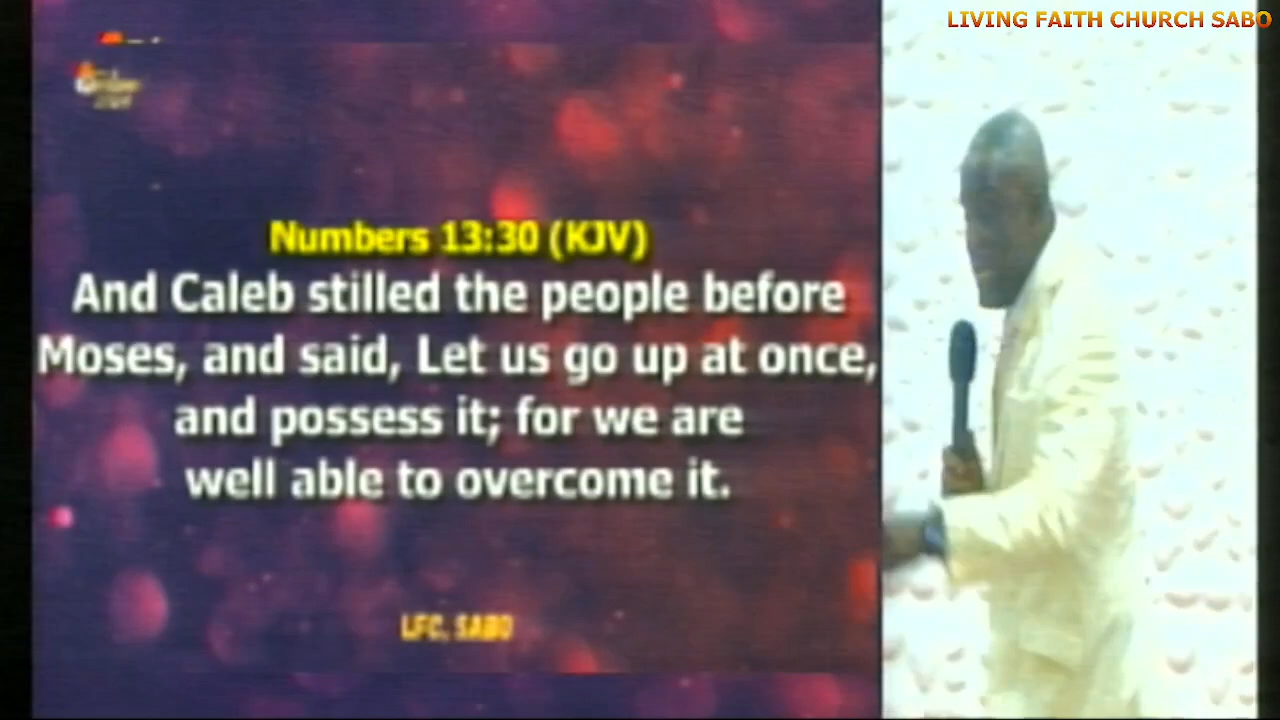 LIVING FAITH CHURCH SABO
Numbers 13:30 (KJV)
And Caleb stilled the people before
Moses, and said, Let us go up at once,
and possess it; for we are
well able to overcome it.
LFC, SABO